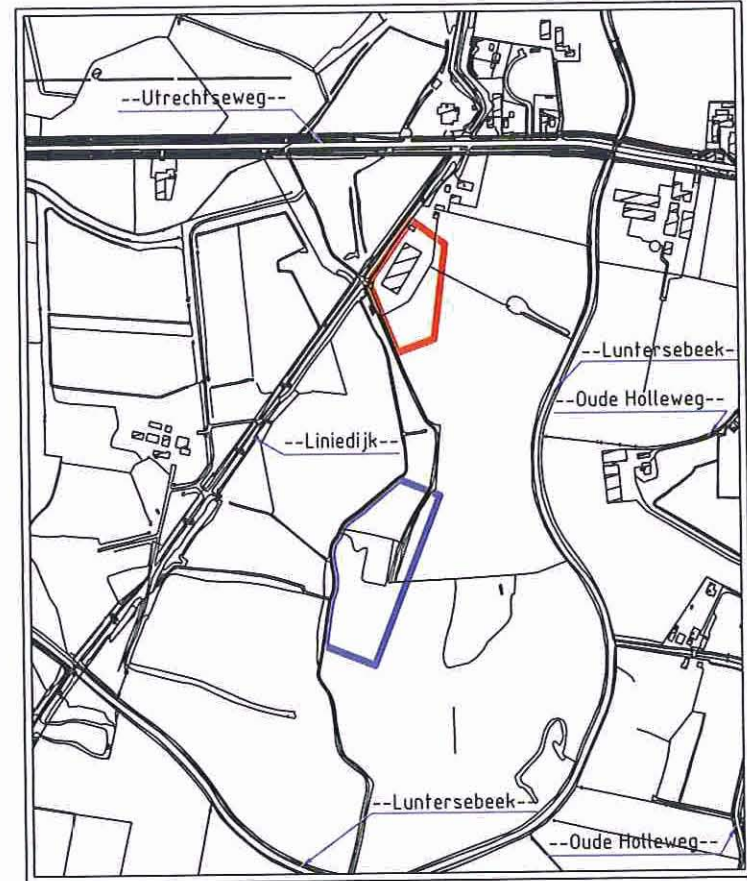 --Utrechtseweg--
--Luntersebeek-
--Oude Holleweg--
--Liniedijk--
--Luntersebeek--
--Oude Holleweg--